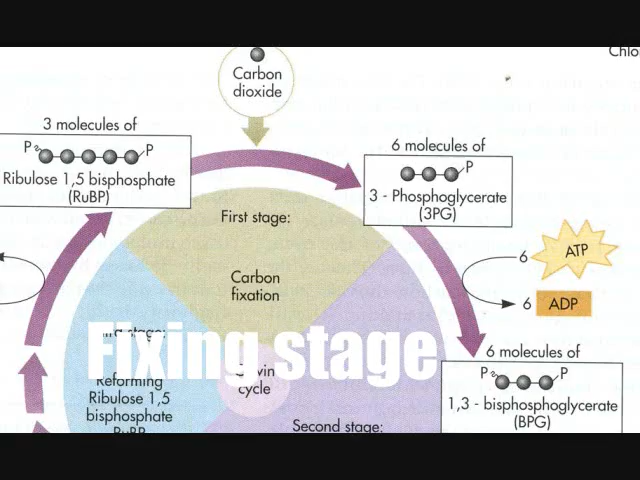 Carbon
dioxide
3 molecules of
P P
Ribulose 1,5 bisphosphate
(RuBP)
6 molecules of
P
3 - Phosphoglycerate
(3PG)
First stage:
Carbon
fixation
6 ATP
6 ADP
Fixing stage
Reforming
Ribulose 1,5
bisphosphate
RuBP
cycle
6 molecules of
P P
1,3 - bisphosphoglycerate
(BPG)
Second stage: